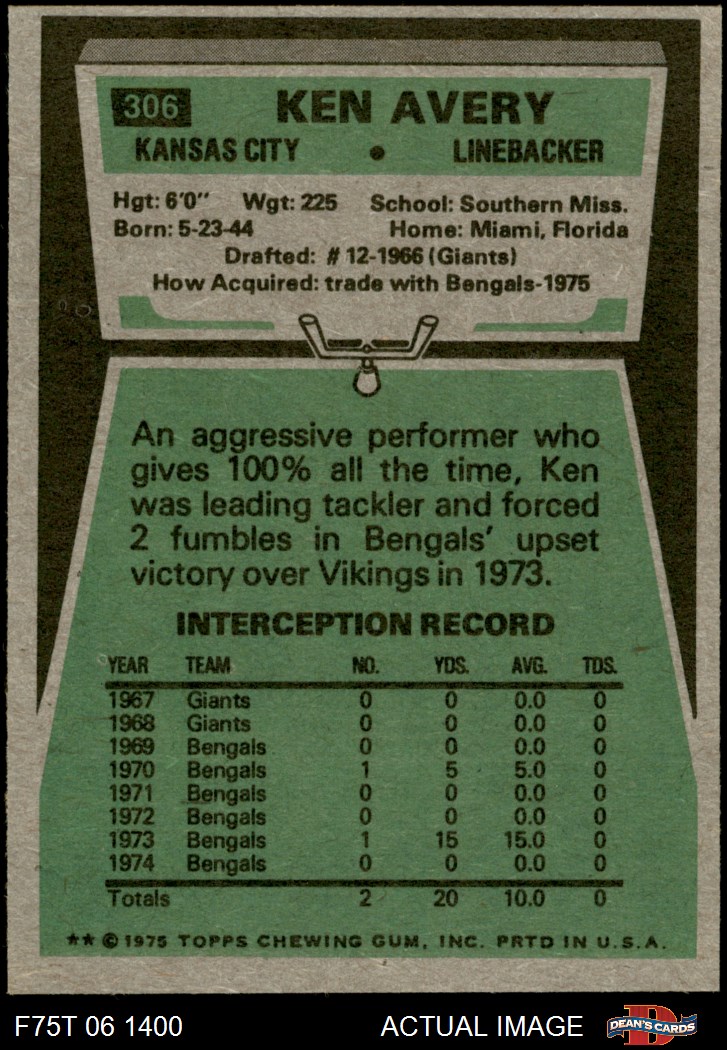 306 KEN AVERY
KANSAS CITY • LINEBACKER
Hgt: 6'0" Wgt: 225 School: Southern Miss.
Born: 5-23-44 Home: Miami, Florida
Drafted: # 12-1966 (Giants)
How Acquired: trade with Bengals-1975
An aggressive performer who
gives 100% all the time, Ken
was leading tackler and forced
2 fumbles in Bengals' upset
victory over Vikings in 1973.
INTERCEPTION RECORD
YEAR TEAM NO. YDS. AVG. TDS.
1967 Giants 0 0 0.0 0
1968 Giants 0 0 0.0 0
1969 Bengals 0 0 0.0 0
1970 Bengals 1 5 5.0 0
1971 Bengals 0 0 0.0 0
1972 Bengals 0 0 0.0 0
1973 Bengals 1 15 15.0 0
1974 Bengals 0 0 0.0 0
Totals 2 20 10.0 0
** © 1975 TOPPS CHEWING GUM, INC. PRTD IN U.S.A.
F75T 06 1400 ACTUAL IMAGE D DEAN'S CARDS